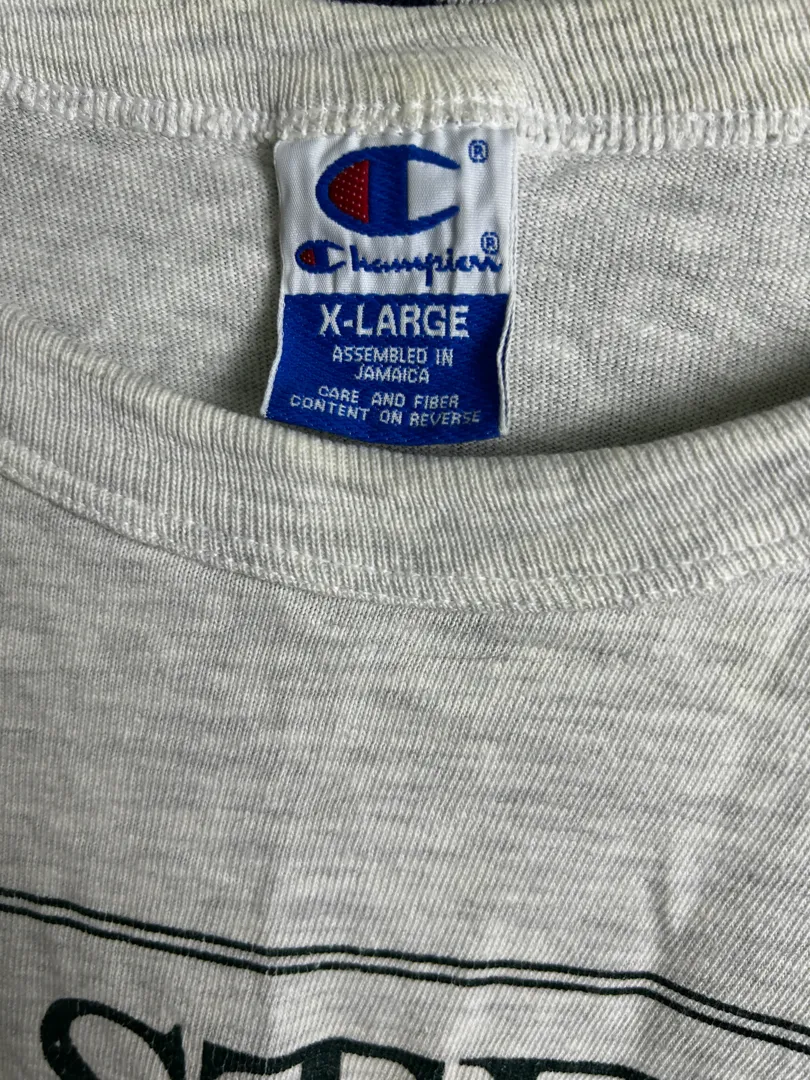 ®
Champion®
X-LARGE
ASSEMBLED IN
JAMAICA
CARE AND FIBER
CONTENT ON REVERSE